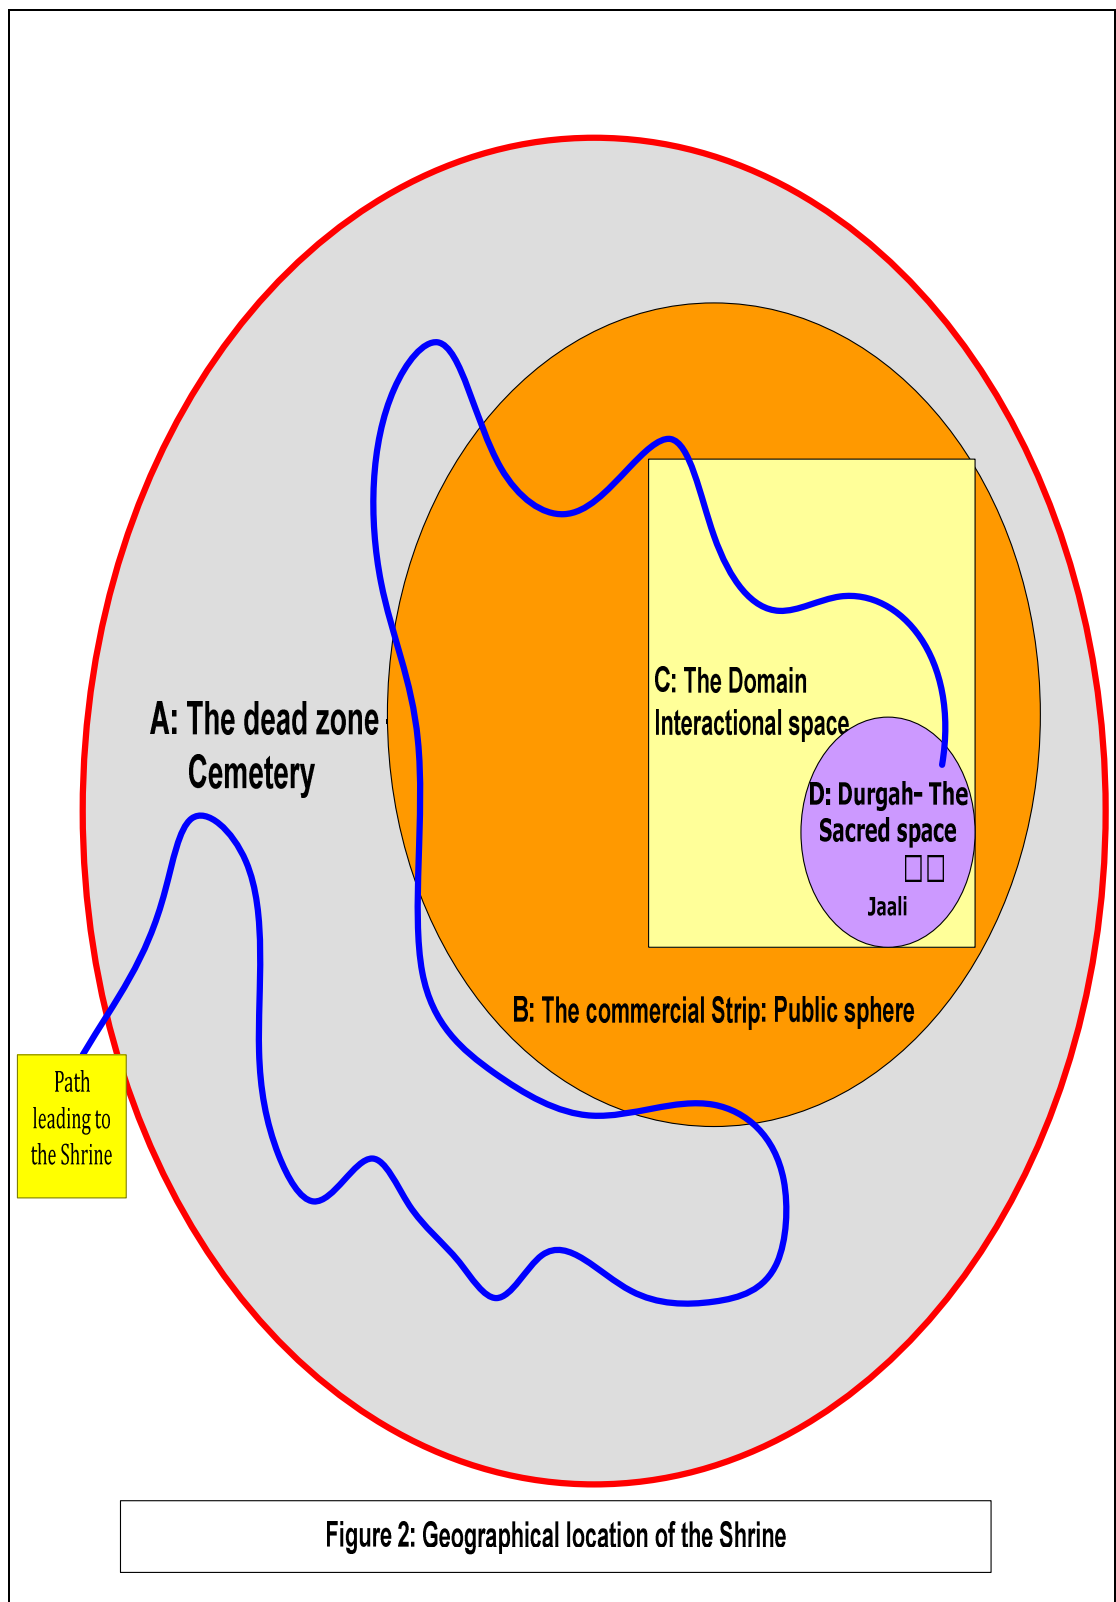 A: The dead zone -
Cemetery
C: The Domain
Interactional space
D: Durgah– The
Sacred space
Jaali
B: The commercial Strip: Public sphere
Path
leading to
the Shrine
Figure 2: Geographical location of the Shrine